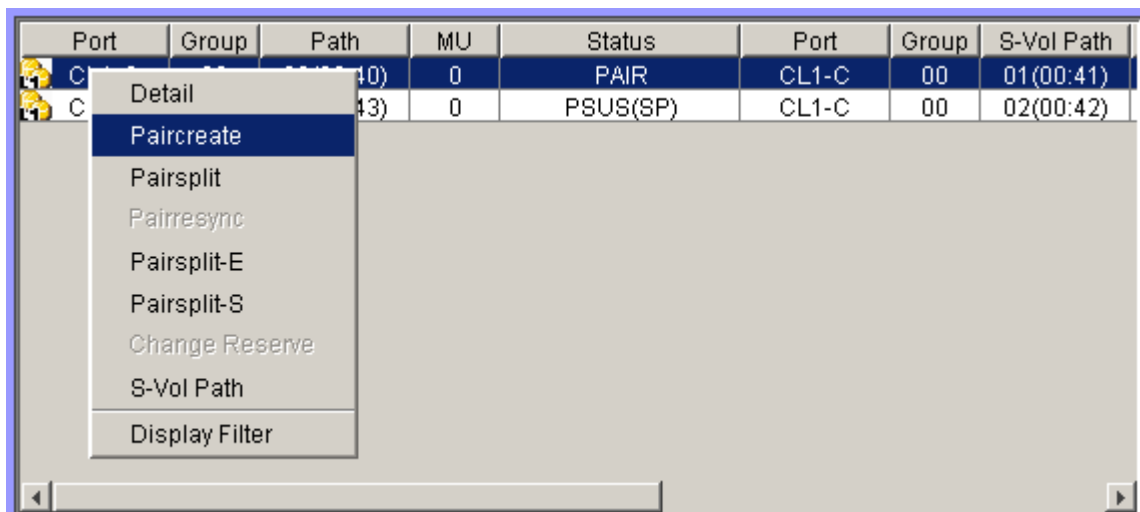 Port Group Path MU Status Port Group S-Vol Path
40) 0 PAIR CL1-C 00 01(00:41)
C 43) 0 PSUS(SP) CL1-C 00 02(00:42)
Detail
Paircreate
Pairsplit
Pairresync
Pairsplit-E
Pairsplit-S
Change Reserve
S-Vol Path
Display Filter